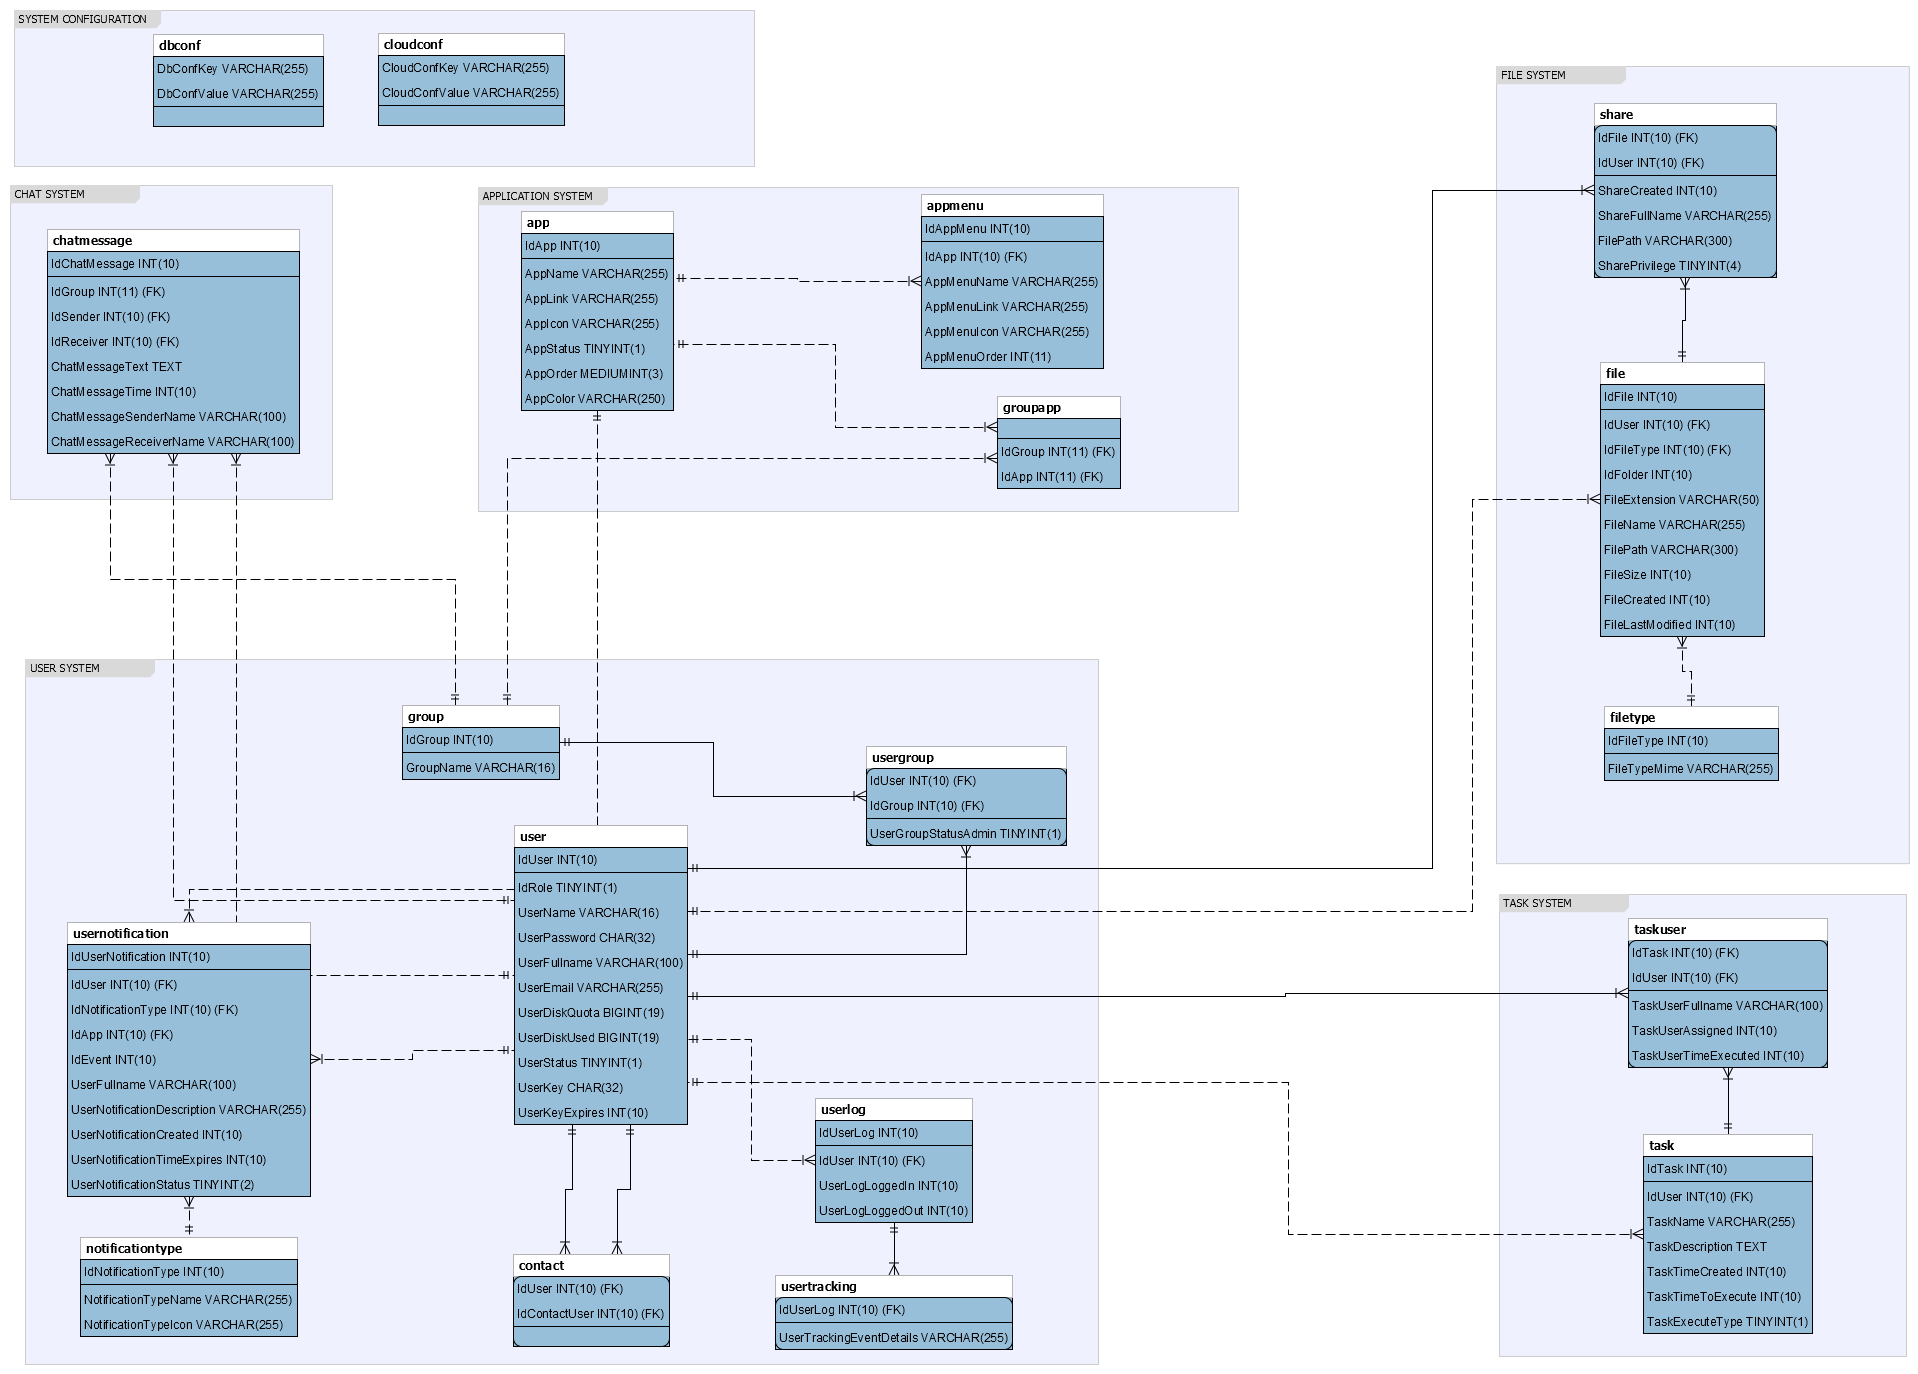 SYSTEM CONFIGURATION
dbconf
DbConfKey VARCHAR(255)
DbConfValue VARCHAR(255)
cloudconf
CloudConfKey VARCHAR(255)
CloudConfValue VARCHAR(255)
CHAT SYSTEM
chatmessage
IdChatMessage INT(10)
IdGroup INT(11) (FK)
IdSender INT(10) (FK)
IdReceiver INT(10) (FK)
ChatMessageText TEXT
ChatMessageTime INT(10)
ChatMessageSenderName VARCHAR(100)
ChatMessageReceiverName VARCHAR(100)
APPLICATION SYSTEM
app
IdApp INT(10)
AppName VARCHAR(255)
AppLink VARCHAR(255)
AppIcon VARCHAR(255)
AppStatus TINYINT(1)
AppOrder MEDIUMINT(3)
AppColor VARCHAR(250)
appmenu
IdAppMenu INT(10)
IdApp INT(10) (FK)
AppMenuName VARCHAR(255)
AppMenuLink VARCHAR(255)
AppMenuIcon VARCHAR(255)
AppMenuOrder INT(11)
groupapp
IdGroup INT(11) (FK)
IdApp INT(11) (FK)
FILE SYSTEM
share
IdFile INT(10) (FK)
IdUser INT(10) (FK)
ShareCreated INT(10)
ShareFullName VARCHAR(255)
FilePath VARCHAR(300)
SharePrivilege TINYINT(4)
file
IdFile INT(10)
IdUser INT(10) (FK)
IdFileType INT(10) (FK)
IdFolder INT(10)
FileExtension VARCHAR(50)
FileName VARCHAR(255)
FilePath VARCHAR(300)
FileSize INT(10)
FileCreated INT(10)
FileLastModified INT(10)
filetype
IdFileType INT(10)
FileTypeMime VARCHAR(255)
USER SYSTEM
group
IdGroup INT(10)
GroupName VARCHAR(16)
usergroup
IdUser INT(10) (FK)
IdGroup INT(10) (FK)
UserGroupStatusAdmin TINYINT(1)
user
IdUser INT(10)
IdRole TINYINT(1)
UserName VARCHAR(16)
UserPassword CHAR(32)
UserFullname VARCHAR(100)
UserEmail VARCHAR(255)
UserDiskQuota BIGINT(19)
UserDiskUsed BIGINT(19)
UserStatus TINYINT(1)
UserKey CHAR(32)
UserKeyExpires INT(10)
usernotification
IdUserNotification INT(10)
IdUser INT(10) (FK)
IdNotificationType INT(10) (FK)
IdApp INT(10) (FK)
IdEvent INT(10)
UserFullname VARCHAR(100)
UserNotificationDescription VARCHAR(255)
UserNotificationCreated INT(10)
UserNotificationTimeExpires INT(10)
UserNotificationStatus TINYINT(2)
notificationtype
IdNotificationType INT(10)
NotificationTypeName VARCHAR(255)
NotificationTypeIcon VARCHAR(255)
contact
IdUser INT(10) (FK)
IdContactUser INT(10) (FK)
userlog
IdUserLog INT(10)
IdUser INT(10) (FK)
UserLogLoggedIn INT(10)
UserLogLoggedOut INT(10)
usertracking
IdUserLog INT(10) (FK)
UserTrackingEventDetails VARCHAR(255)
TASK SYSTEM
taskuser
IdTask INT(10) (FK)
IdUser INT(10) (FK)
TaskUserFullname VARCHAR(100)
TaskUserAssigned INT(10)
TaskUserTimeExecuted INT(10)
task
IdTask INT(10)
IdUser INT(10) (FK)
TaskName VARCHAR(255)
TaskDescription TEXT
TaskTimeCreated INT(10)
TaskTimeToExecute INT(10)
TaskExecuteType TINYINT(1)